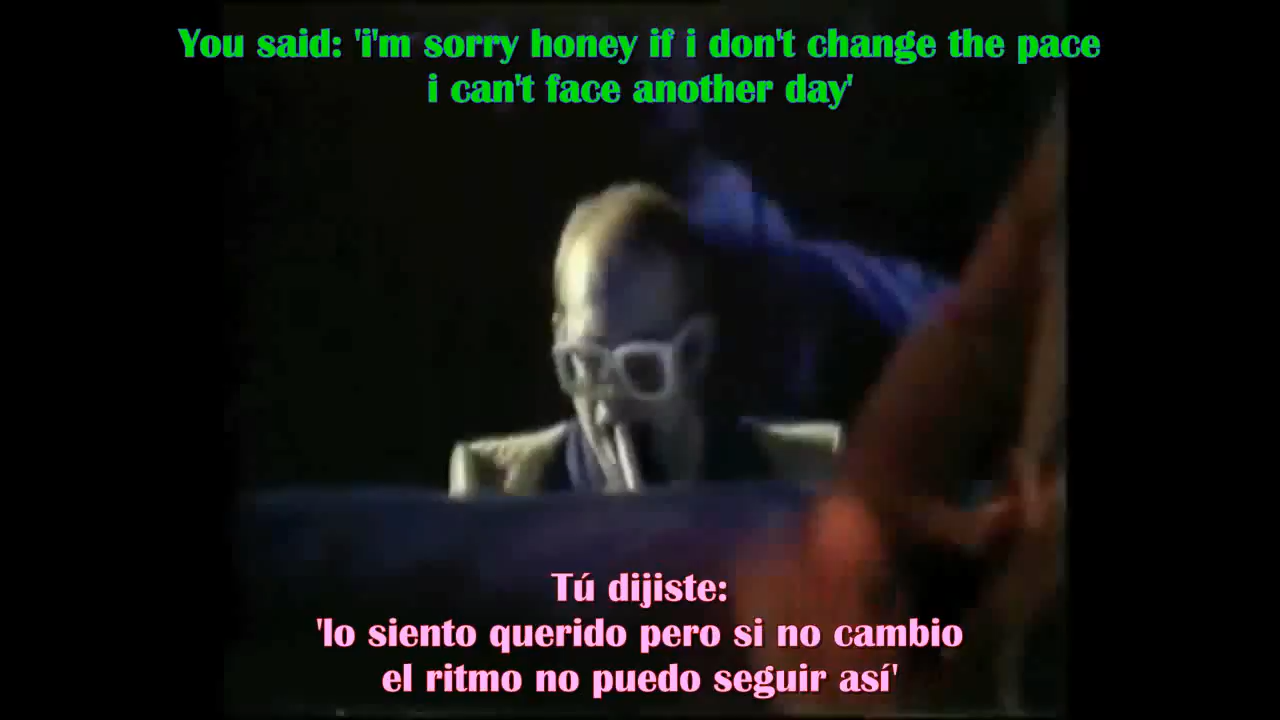 You said: 'i'm sorry honey if i don't change the pace
i can't face another day'
Tú dijiste:
'lo siento querido pero si no cambio
el ritmo no puedo seguir así'